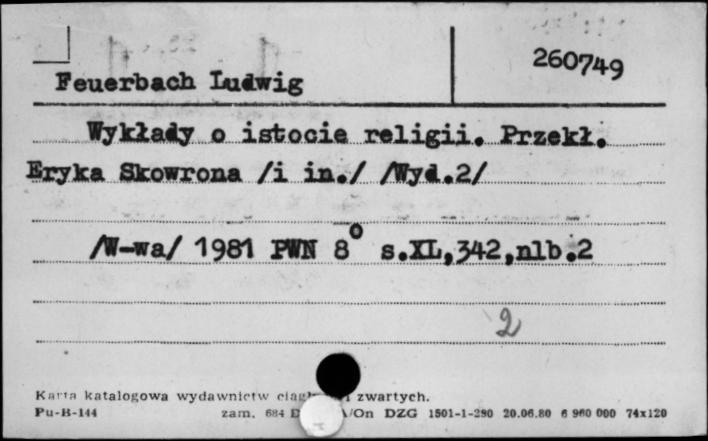 260749
Feuerbach Ludwig
Wykłady o istocie religii. Przekł.
Eryka Skowrona /i in./ /Wyd.2/
/W-wa/ 1981 PWN 8° s.XL,342,nlb.2
2
Karta katalogowa wydawnictw zwartych.
Pu-B-144 zam. 684 /On DZG 1501-1-280 20.06.80 6 960 000 74x120